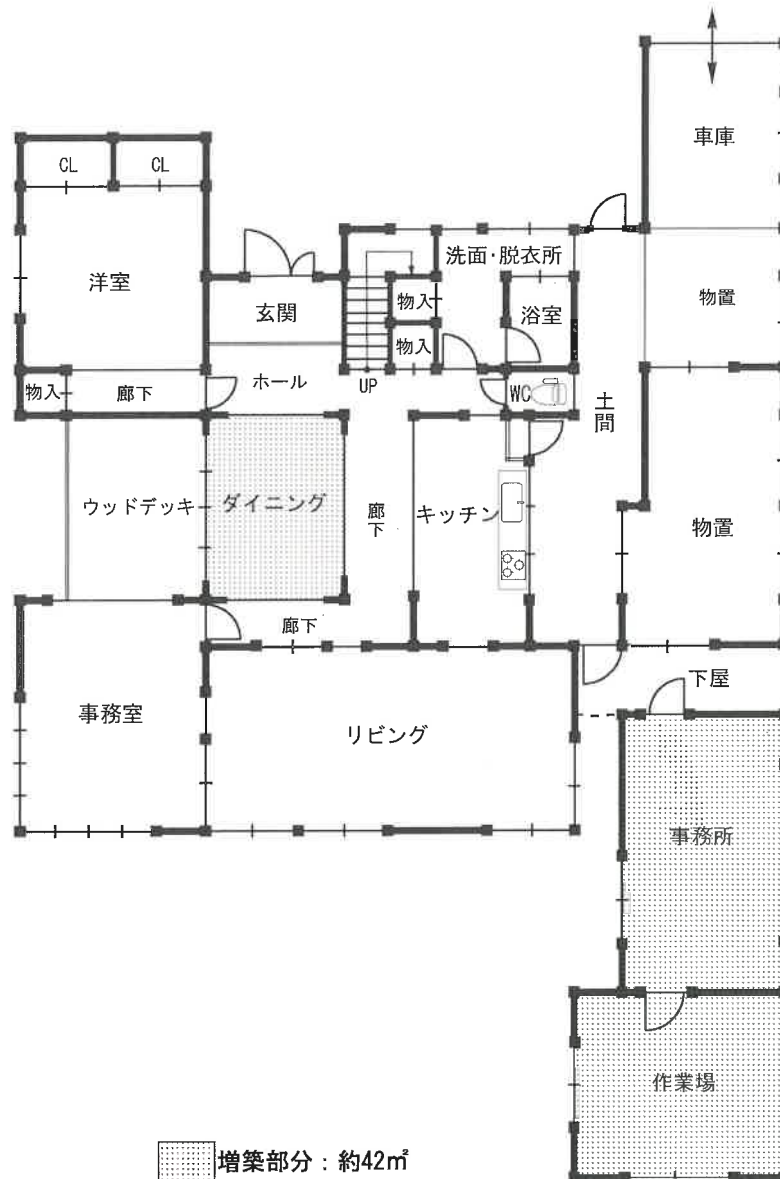 車庫
CL
CL
洗面・脱衣所
洋室
物入
浴室
物置
玄関
物入
物入
廊下
ホール
UP
WC
土間
ウッドデッキ
ダイニング
廊下
キッチン
物置
廊下
下屋
事務室
リビング
事務所
作業場
増築部分：約42㎡